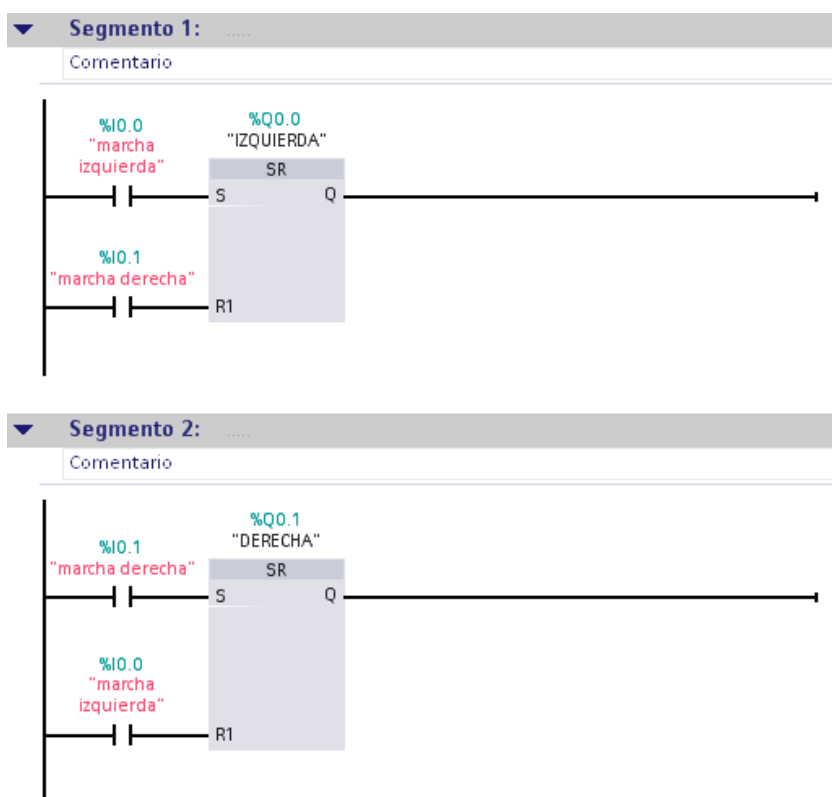 Segmento 1: .....
Comentario
%I0.0
"marcha
izquierda"
%Q0.0
"IZQUIERDA"
SR
S
Q
%I0.1
"marcha derecha"
R1
Segmento 2: .....
Comentario
%I0.1
"marcha derecha"
%Q0.1
"DERECHA"
SR
S
Q
%I0.0
"marcha
izquierda"
R1